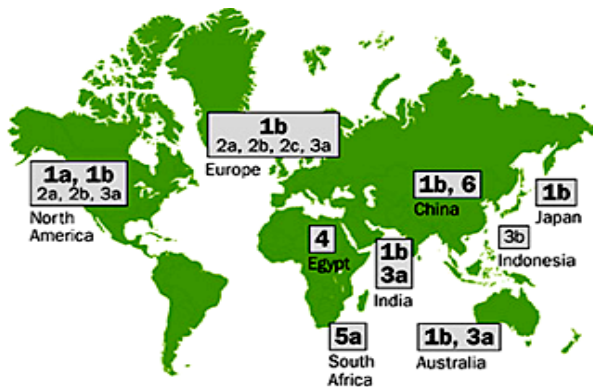 1b
2a, 2b, 2c, 3a
Europe
1a, 1b
2a, 2b, 3a
North
America
1b, 6
China
1b
Japan
4
Egypt
1b
3a
India
3b
Indonesia
5a
South
Africa
1b, 3a
Australia